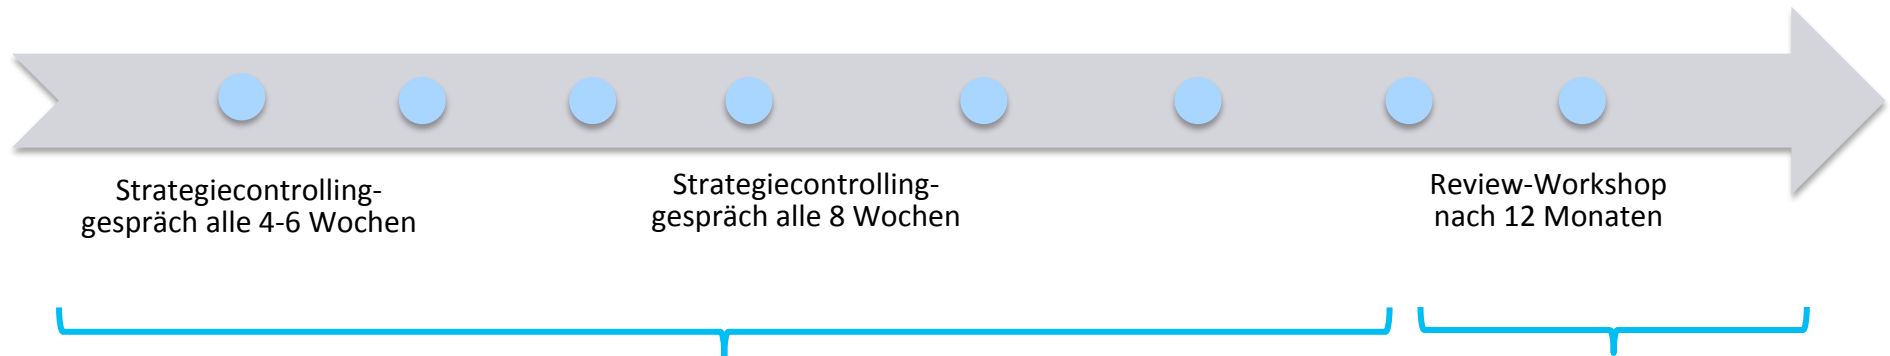 Strategiecontrolling-
gespräch alle 4-6 Wochen
Strategiecontrolling-
gespräch alle 8 Wochen
Review-Workshop
nach 12 Monaten